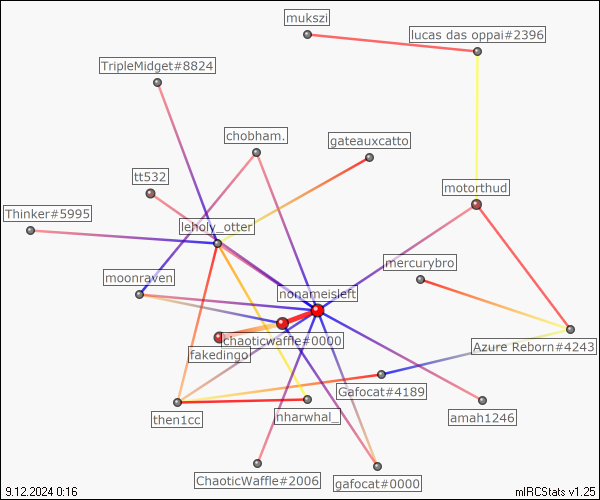 mukszi
lucas das oppai#2396
TripleMidget#8824
chobham.
gateauxcatto
tt532
motorthud
Thinker#5995
leholy_otter
mercurybro
moonraven
nonameisleft
chaoticwaffle#0000
Azure Reborn#4243
fakedingo
Gafocat#4189
then1cc
nharwhal_
amah1246
ChaoticWaffle#2006
gafocat#0000
9.12.2024 0:16
mIRCStats v1.25